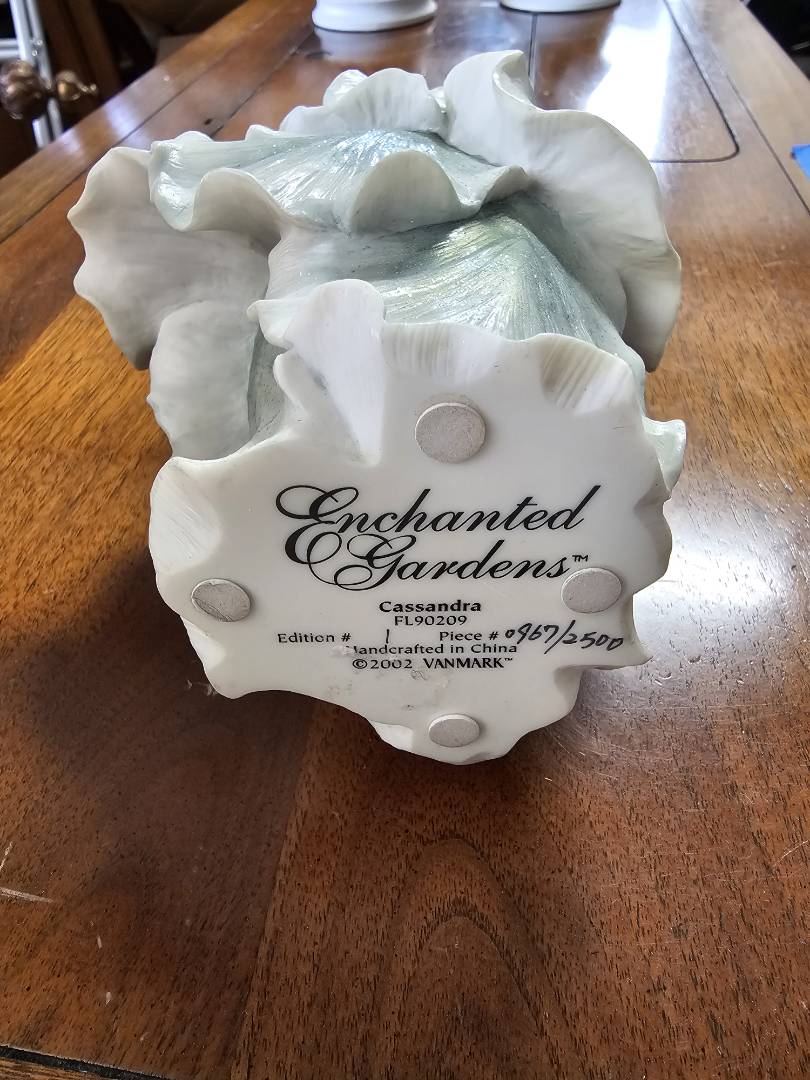 Enchanted
Gardens™
Cassandra
FL90209
Edition # 1 Piece # 0967/2500
Handcrafted in China
©2002 VANMARK™